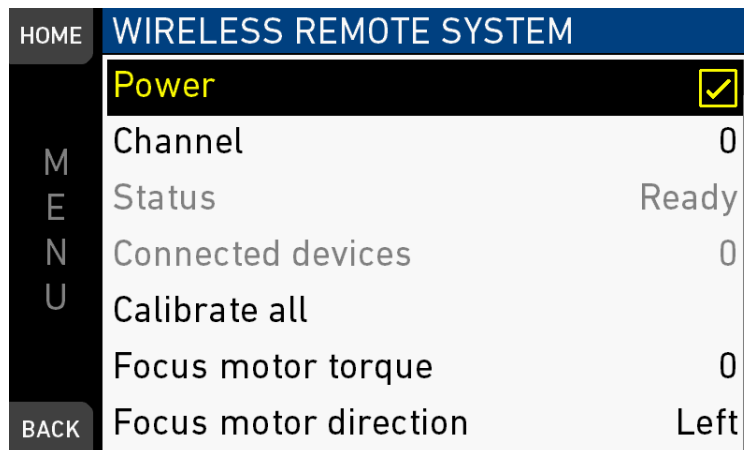 HOME
WIRELESS REMOTE SYSTEM
Power
Channel 0
Status Ready
Connected devices 0
Calibrate all
Focus motor torque 0
Focus motor direction Left
MENU
BACK